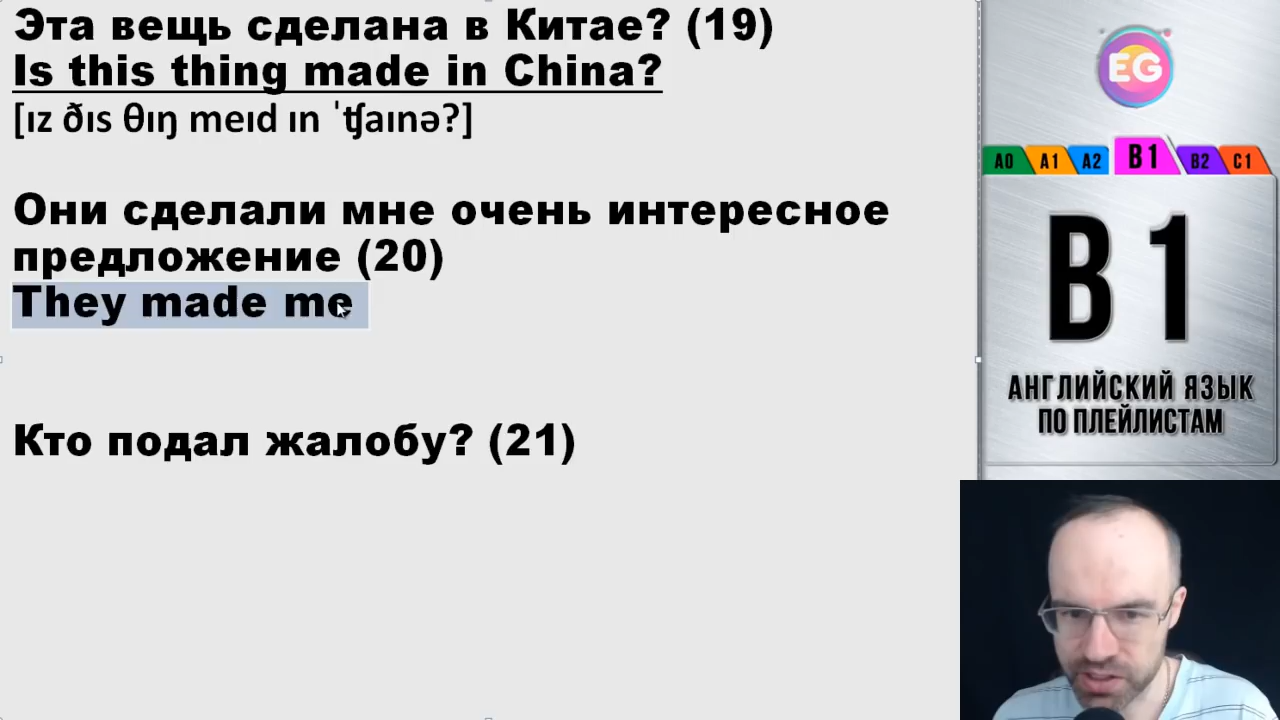 Эта вещь сделана в Китае? (19)
Is this thing made in China?
[ɪz ðɪs θɪŋ meɪd ɪn ˈʧaɪnə?]
Они сделали мне очень интересное
предложение (20)
They made me
Кто подал жалобу? (21)
EG
A0 A1 A2 B1 B2 C1
B1
АНГЛИЙСКИЙ ЯЗЫК
ПО ПЛЕЙЛИСТАМ